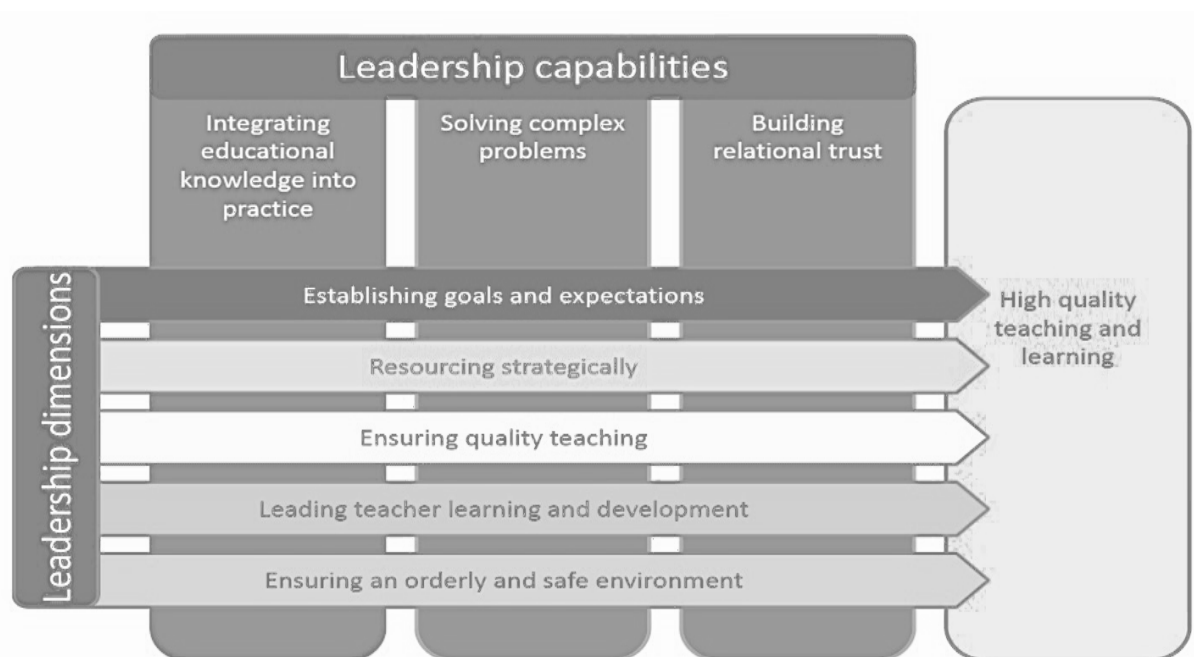 Leadership capabilities
Integrating
educational
knowledge into
practice
Solving complex
problems
Building
relational trust
Leadership dimensions
Establishing goals and expectations
Resourcing strategically
Ensuring quality teaching
Leading teacher learning and development
Ensuring an orderly and safe environment
High quality
teaching and
learning